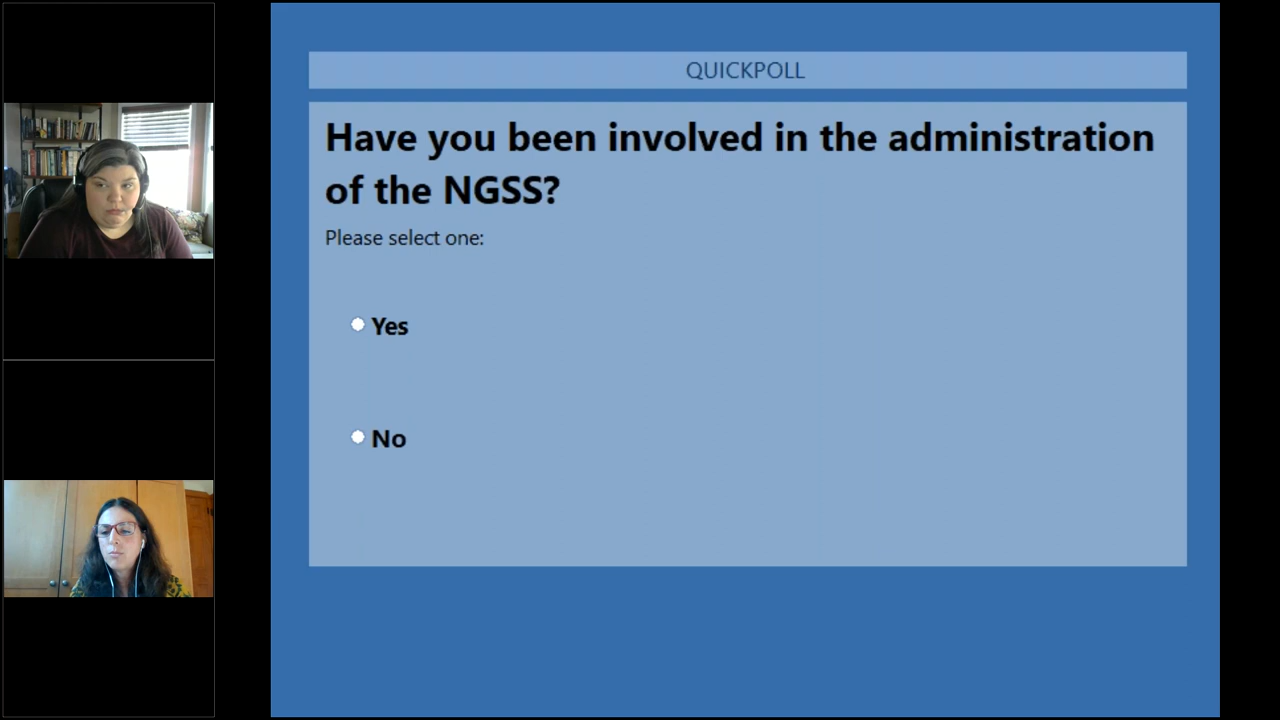 QUICKPOLL
Have you been involved in the administration
of the NGSS?
Please select one:
Yes
No